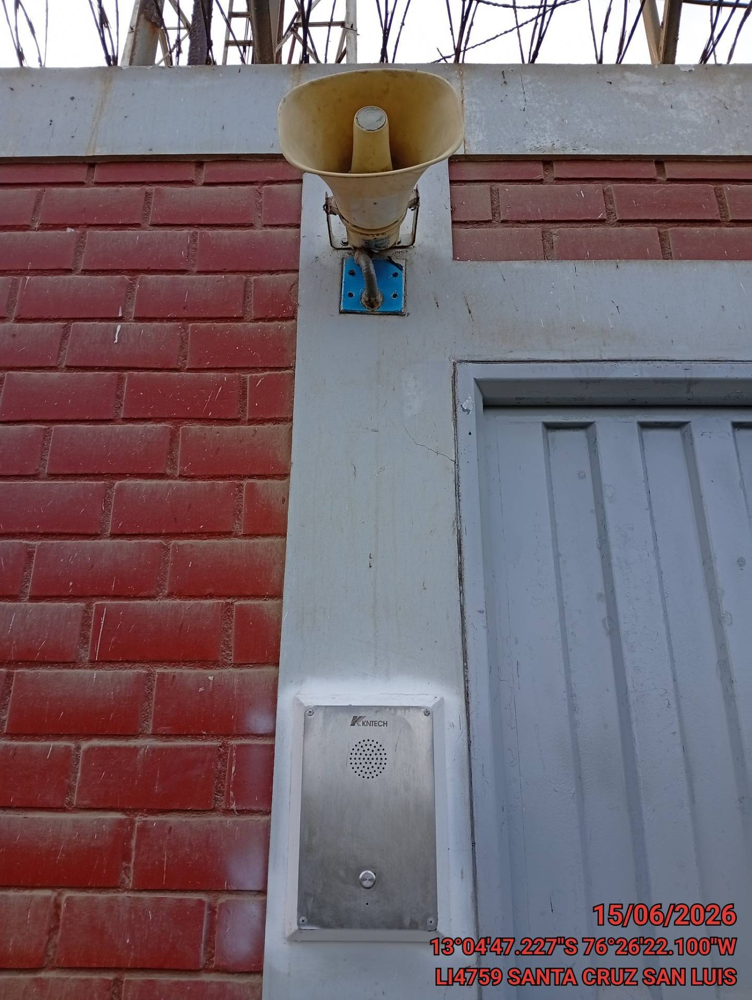 KNTECH
15/06/2026
13°04'47.227"S 76°26'22.100"W
LI4759 SANTA CRUZ SAN LUIS